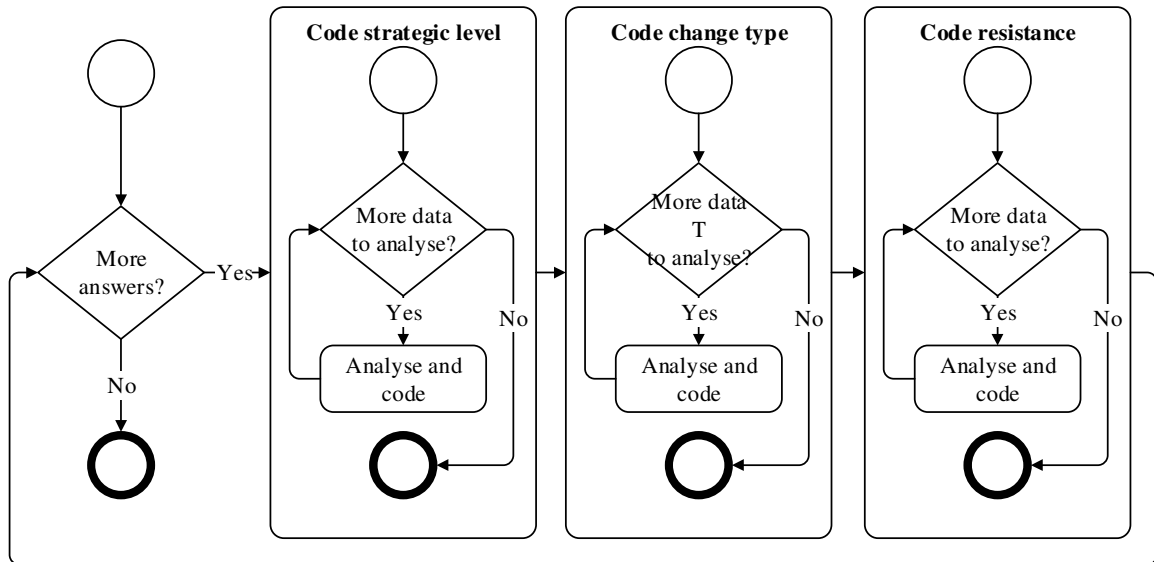 Code strategic level
Code change type
Code resistance
More
answers?
Yes
No
More data
to analyse?
Yes
No
Analyse and
code
More data
T
to analyse?
Yes
No
Analyse and
code
More data
to analyse?
Yes
No
Analyse and
code